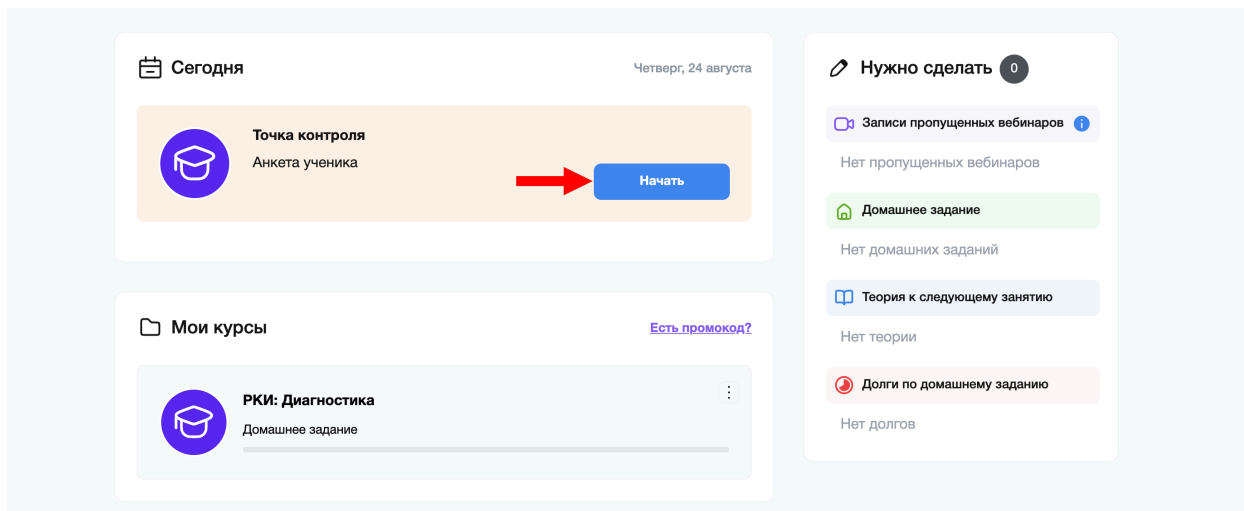 Сегодня
Четверг, 24 августа
Точка контроля
Анкета ученика
Начать
Мои курсы
Есть промокод?
РКИ: Диагностика
Домашнее задание
Нужно сделать 0
Записи пропущенных вебинаров
Нет пропущенных вебинаров
Домашнее задание
Нет домашних заданий
Теория к следующему занятию
Нет теории
Долги по домашнему заданию
Нет долгов